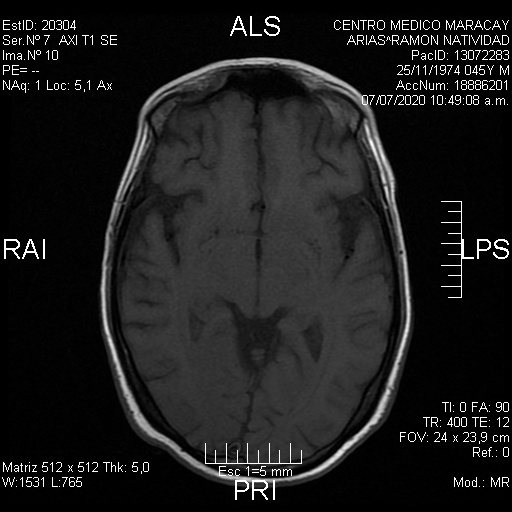 EstID: 20304
Ser.Nº 7 AXI T1 SE
Ima.Nº 10
PE= --
NAq: 1 Loc: 5,1 Ax
ALS
CENTRO MEDICO MARACAY
ARIAS^RAMON NATIVIDAD
PacID: 13072283
25/11/1974 045Y M
AccNum: 18886201
07/07/2020 10:49:08 a.m.
RAI
LPS
TI: 0 FA: 90
TR: 400 TE: 12
FOV: 24 x 23,9 cm
Ref.: 0
Mod.: MR
Matriz 512 x 512 Thk: 5,0
W:1531 L:765
Esc 1=5 mm
PRI